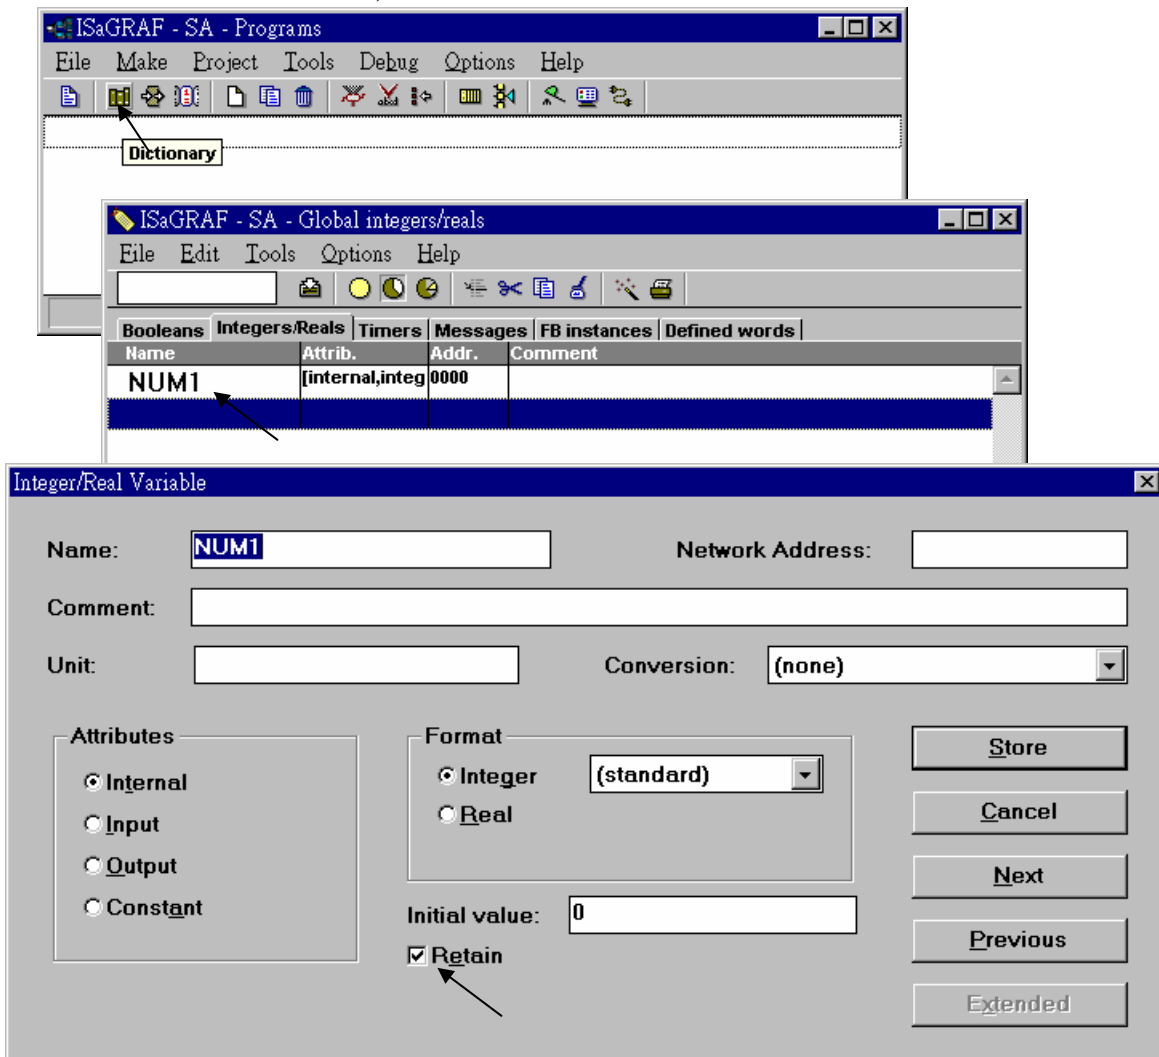 ISaGRAF - SA - Programs
File Make Project Tools Debug Options Help
Dictionary
ISaGRAF - SA - Global integers/reals
File Edit Tools Options Help
Booleans Integers/Reals Timers Messages FB instances Defined words
Name Attrib. Addr. Comment
NUM1 [internal,integ 0000
Integer/Real Variable
Name: NUM1 Network Address:
Comment:
Unit: Conversion: (none)
Attributes Format
Store
Internal Integer (standard)
Input Real Cancel
Output
Next
Constant Initial value: 0
Retain Previous
Extended